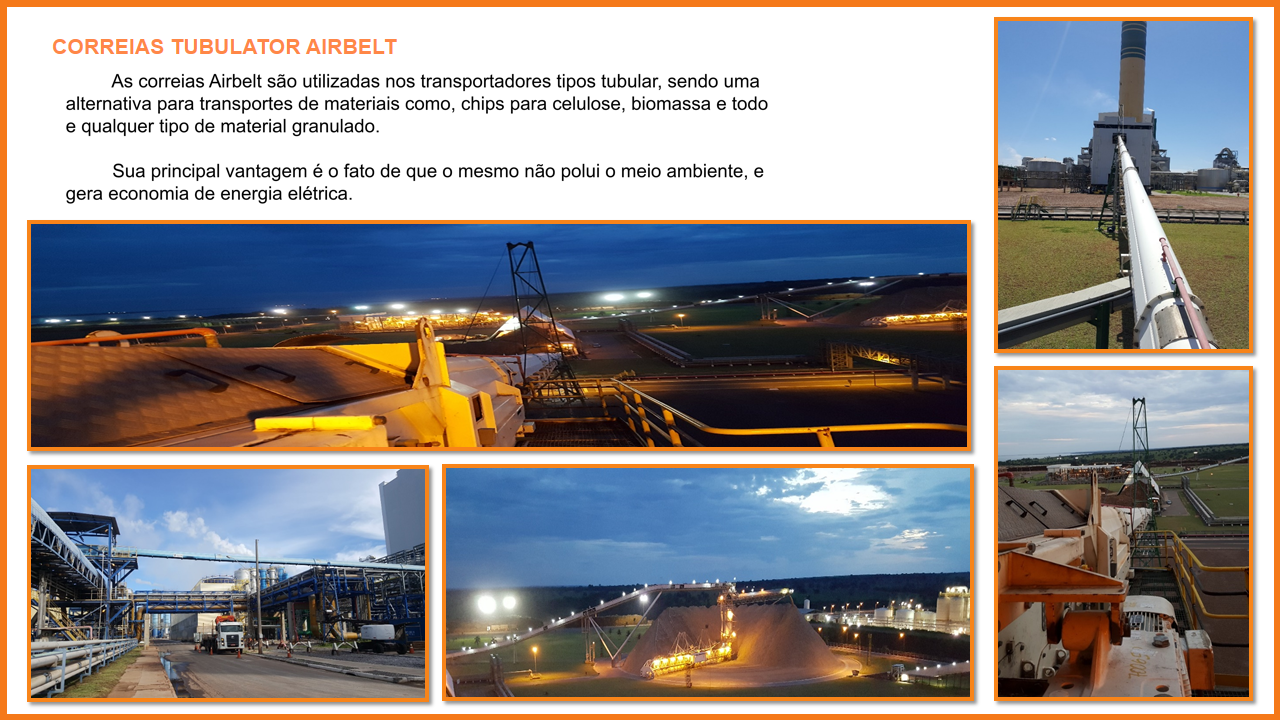 CORREIAS TUBULATOR AIRBELT
As correias Airbelt são utilizadas nos transportadores tipos tubular, sendo uma
alternativa para transportes de materiais como, chips para celulose, biomassa e todo
e qualquer tipo de material granulado.
Sua principal vantagem é o fato de que o mesmo não polui o meio ambiente, e
gera economia de energia elétrica.